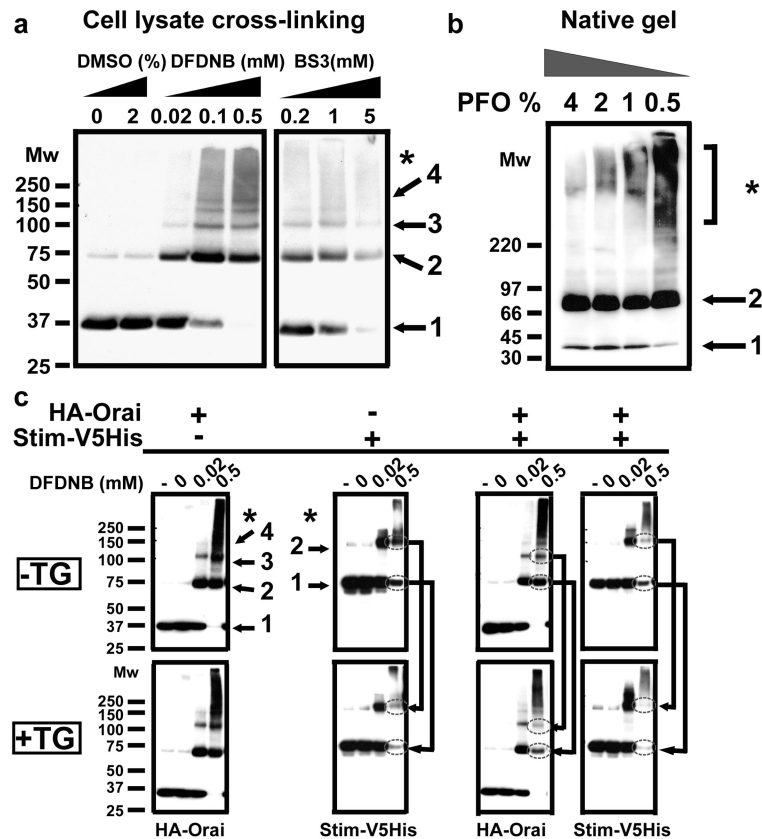 a Cell lysate cross-linking
DMSO (%) DFDNB (mM) BS3(mM)
0 2 0.02 0.1 0.5 0.2 1 5
Mw
250
150
100
75
50
37
25
*
4
3
2
1
b Native gel
PFO % 4 2 1 0.5
Mw
220
97
66
45
30
*
2
1
c
HA-Orai + - + +
Stim-V5His - + + +
DFDNB (mM) - 0 0.02 0.5 - 0 0.02 0.5 - 0 0.02 0.5 - 0 0.02 0.5
-TG
250
150
100
75
50
37
25
*
4
3
2
1
*
2
1
Mw
+TG
250
150
100
75
50
37
25
HA-Orai Stim-V5His HA-Orai Stim-V5His